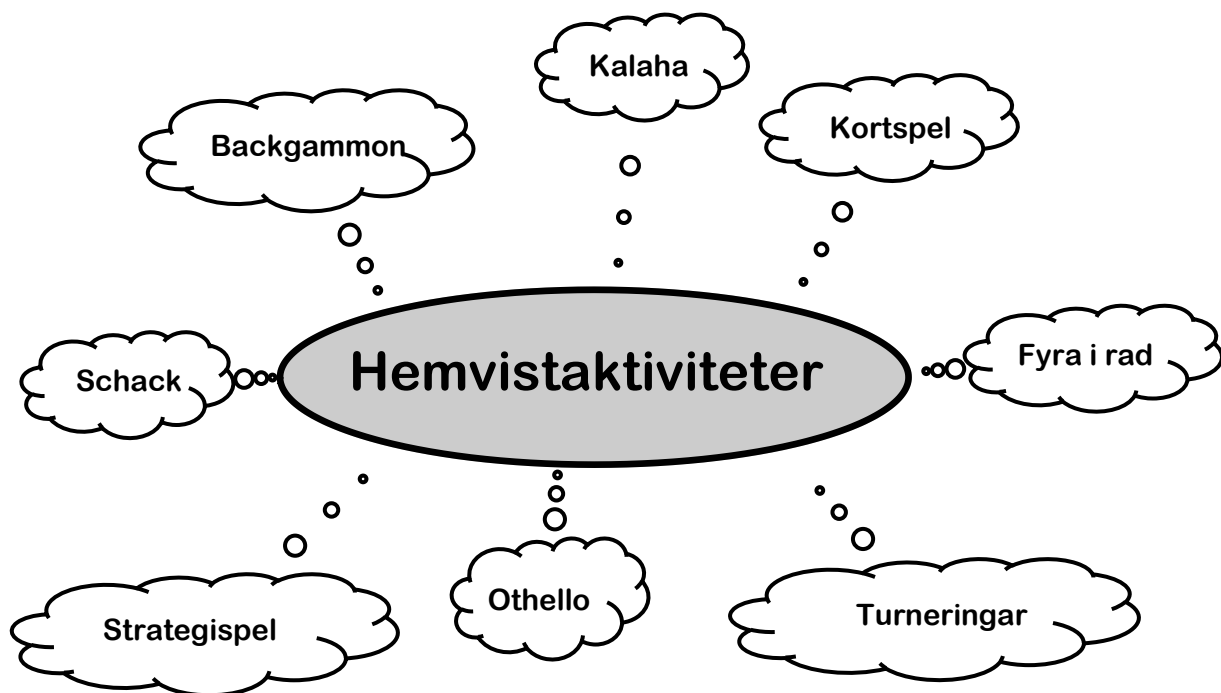 Kalaha
Kortspel
Backgammon
Hemvistaktiviteter
Fyra i rad
Schack
Othello
Turneringar
Strategispel